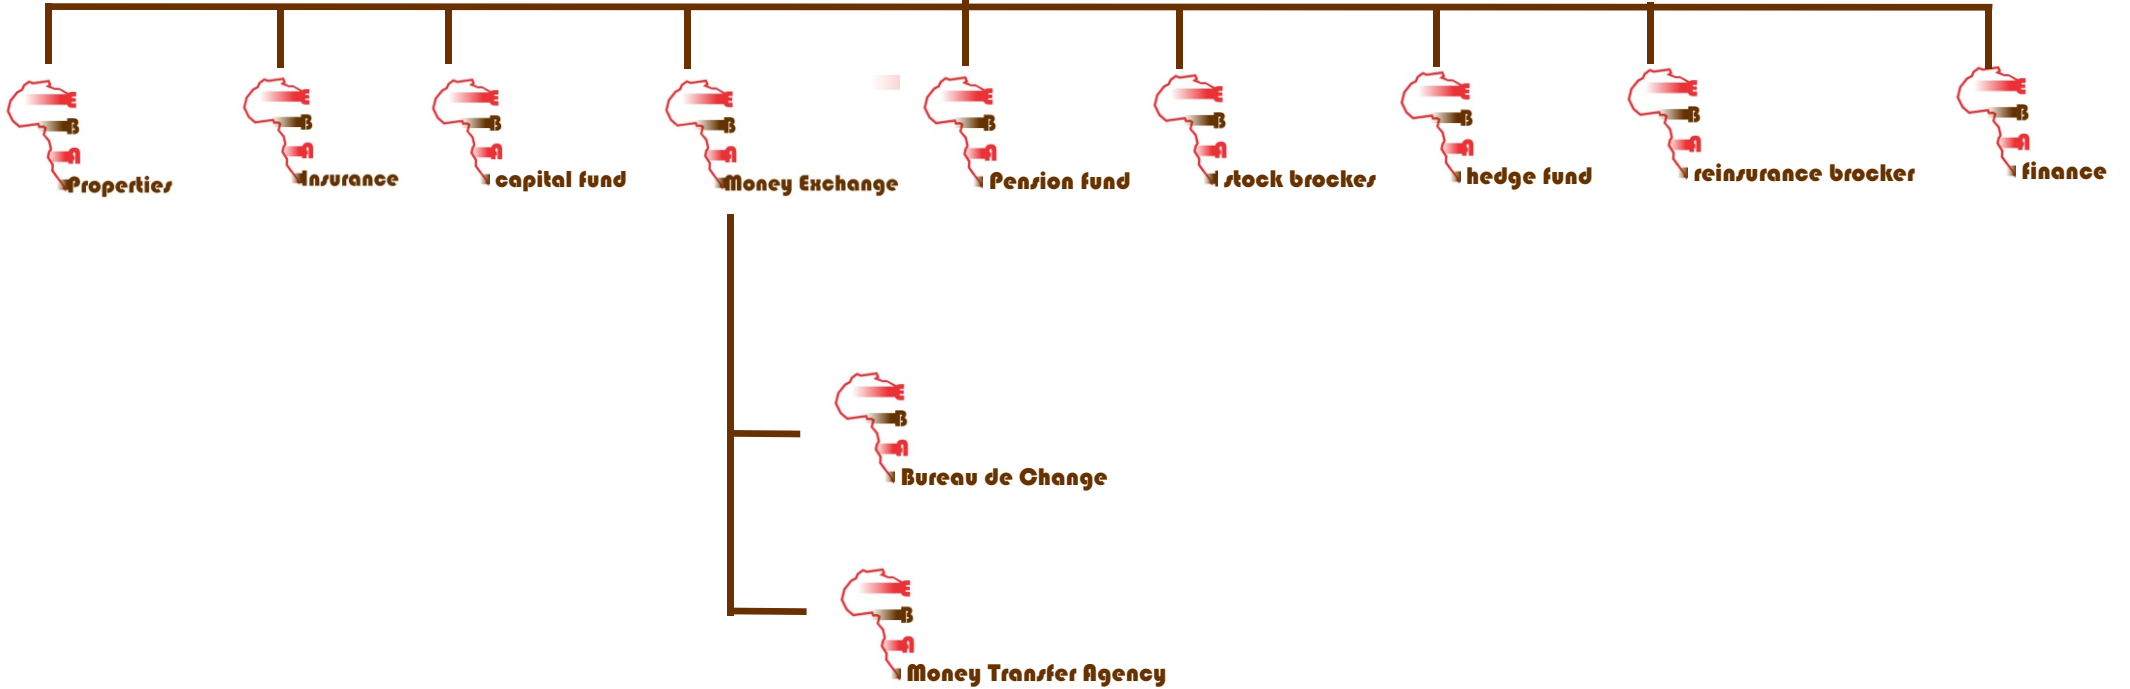 E E E E E E E E E
B B B B B B B B B
A A A A A A A A A
Properties Insurance capital fund Money Exchange Pension fund stock brockes hedge fund reinsurance brocker finance
E
B
A
Bureau de Change
E
B
A
Money Transfer Agency